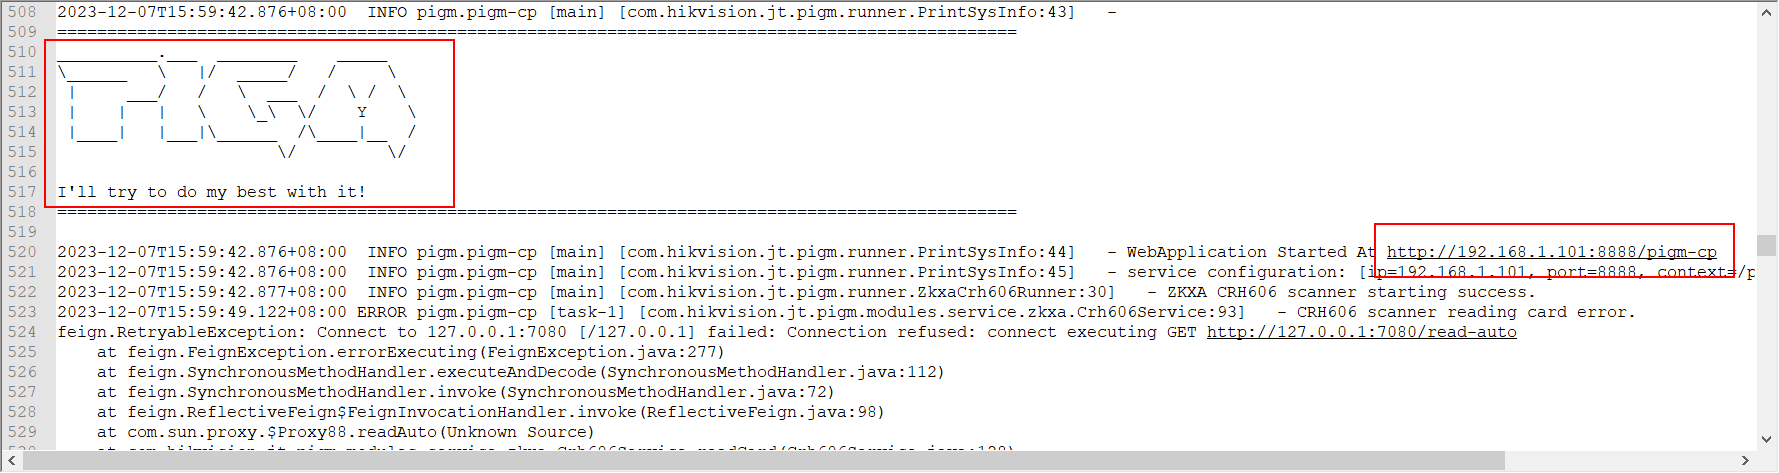 508 2023-12-07T15:59:42.876+08:00  INFO pigm.pigm-cp [main] [com.hikvision.jt.pigm.runner.PrintSysInfo:43]   -
509 ================================================================================================
510 __________.___  ________    _____
511 \______   \   |/  _____/   /     \
512  |     ___/   /   \  ___  /  \ /  \
513  |    |   |   \    \_\  \/    Y    \
514  |____|   |___|\______  /\____|__  /
515                       \/         \/
516
517 I'll try to do my best with it!
518 ================================================================================================
519
520 2023-12-07T15:59:42.876+08:00  INFO pigm.pigm-cp [main] [com.hikvision.jt.pigm.runner.PrintSysInfo:44]   - WebApplication Started At http://192.168.1.101:8888/pigm-cp
521 2023-12-07T15:59:42.876+08:00  INFO pigm.pigm-cp [main] [com.hikvision.jt.pigm.runner.PrintSysInfo:45]   - service configuration: [ip=192.168.1.101, port=8888, context=/p
522 2023-12-07T15:59:42.877+08:00  INFO pigm.pigm-cp [main] [com.hikvision.jt.pigm.runner.ZkxaCrh606Runner:30]   - ZKXA CRH606 scanner starting success.
523 2023-12-07T15:59:49.122+08:00 ERROR pigm.pigm-cp [task-1] [com.hikvision.jt.pigm.modules.service.zkxa.Crh606Service:93]   - CRH606 scanner reading card error.
524 feign.RetryableException: Connect to 127.0.0.1:7080 [/127.0.0.1] failed: Connection refused: connect executing GET http://127.0.0.1:7080/read-auto
525     at feign.FeignException.errorExecuting(FeignException.java:277)
526     at feign.SynchronousMethodHandler.executeAndDecode(SynchronousMethodHandler.java:112)
527     at feign.SynchronousMethodHandler.invoke(SynchronousMethodHandler.java:72)
528     at feign.ReflectiveFeign$FeignInvocationHandler.invoke(ReflectiveFeign.java:98)
529     at com.sun.proxy.$Proxy88.readAuto(Unknown Source)